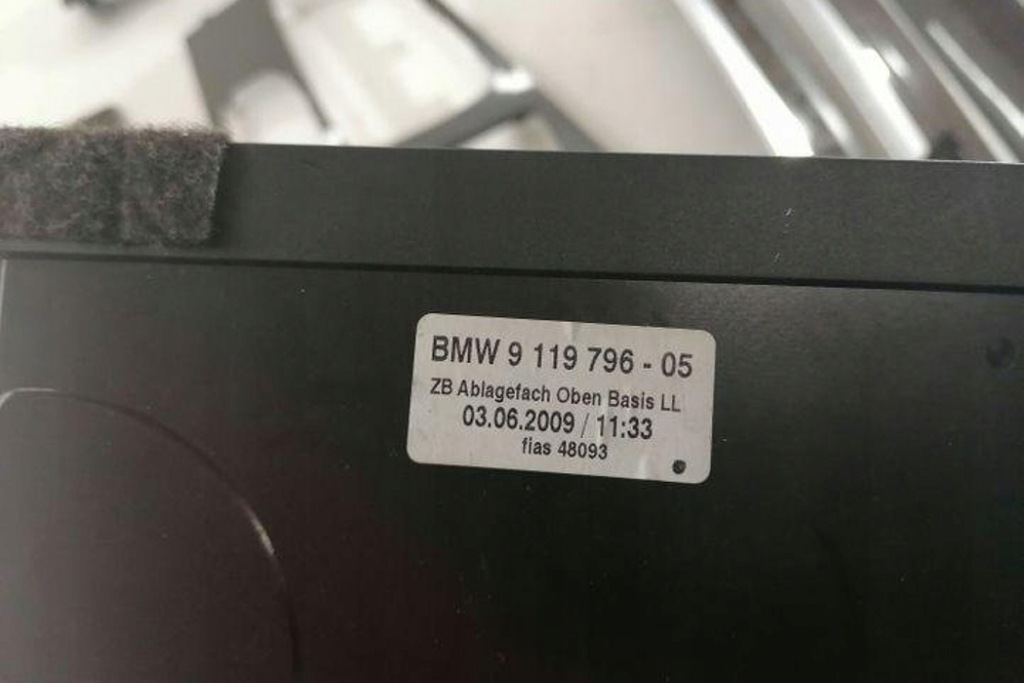 BMW 9 119 796 - 05
ZB Ablagefach Oben Basis LL
03.06.2009 / 11:33
fias 48093